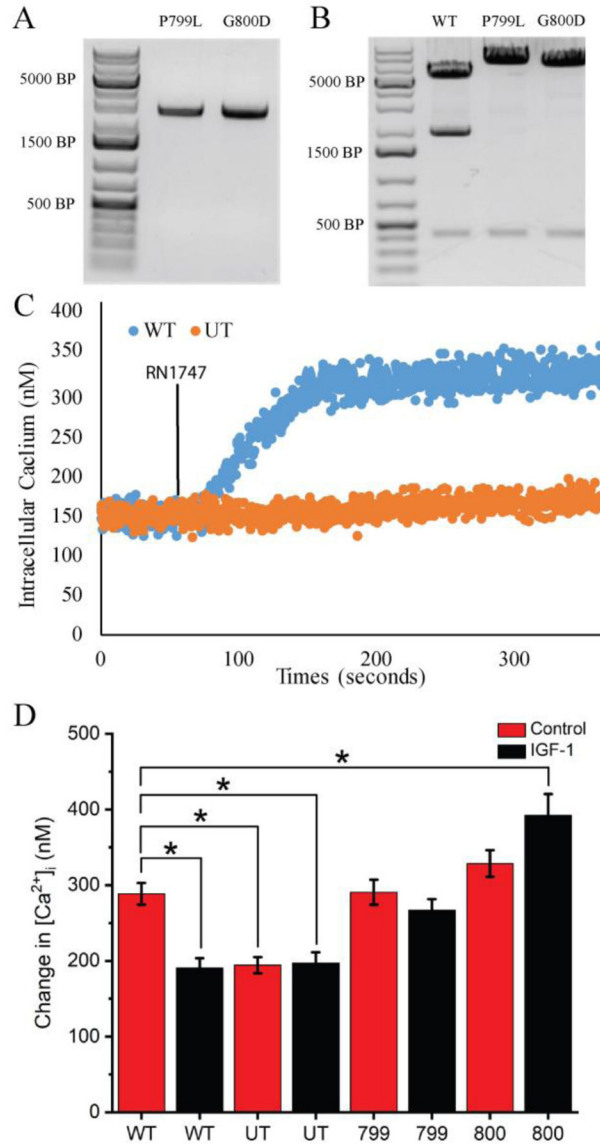 A
P799L G800D
5000 BP
1500 BP
500 BP
B
WT P799L G800D
5000 BP
1500 BP
500 BP
C
400
350
300
250
200
150
100
50
0
Intracellular Caclium (nM)
WT UT
RN1747
0 100 200 300
Times (seconds)
D
500
400
300
200
100
0
Change in [Ca2+]i (nM)
Control
IGF-1
*
*
*
*
WT WT UT UT 799 799 800 800